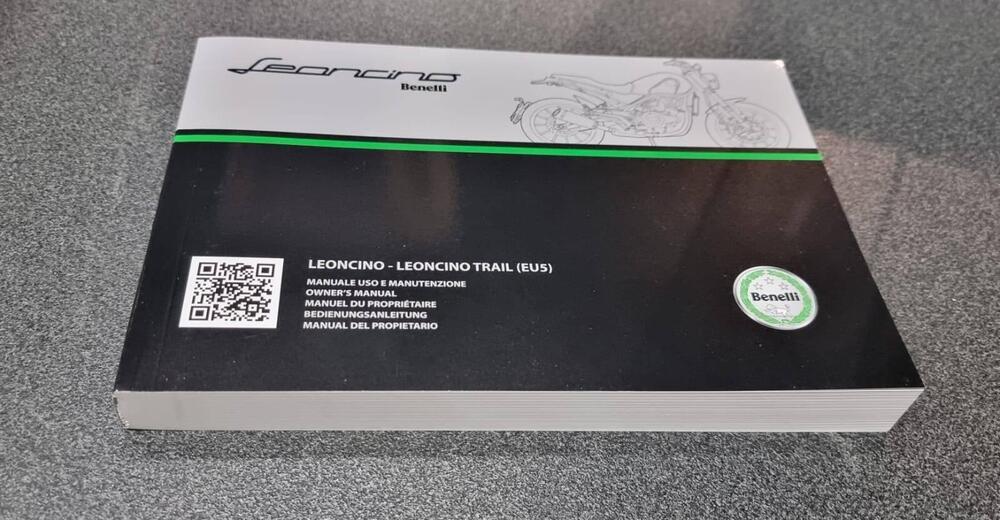 Leoncino
Benelli
LEONCINO - LEONCINO TRAIL (EU5)
MANUALE USO E MANUTENZIONE
OWNER'S MANUAL
MANUEL DU PROPRIÉTAIRE
BEDIENUNGSANLEITUNG
MANUAL DEL PROPIETARIO
Benelli